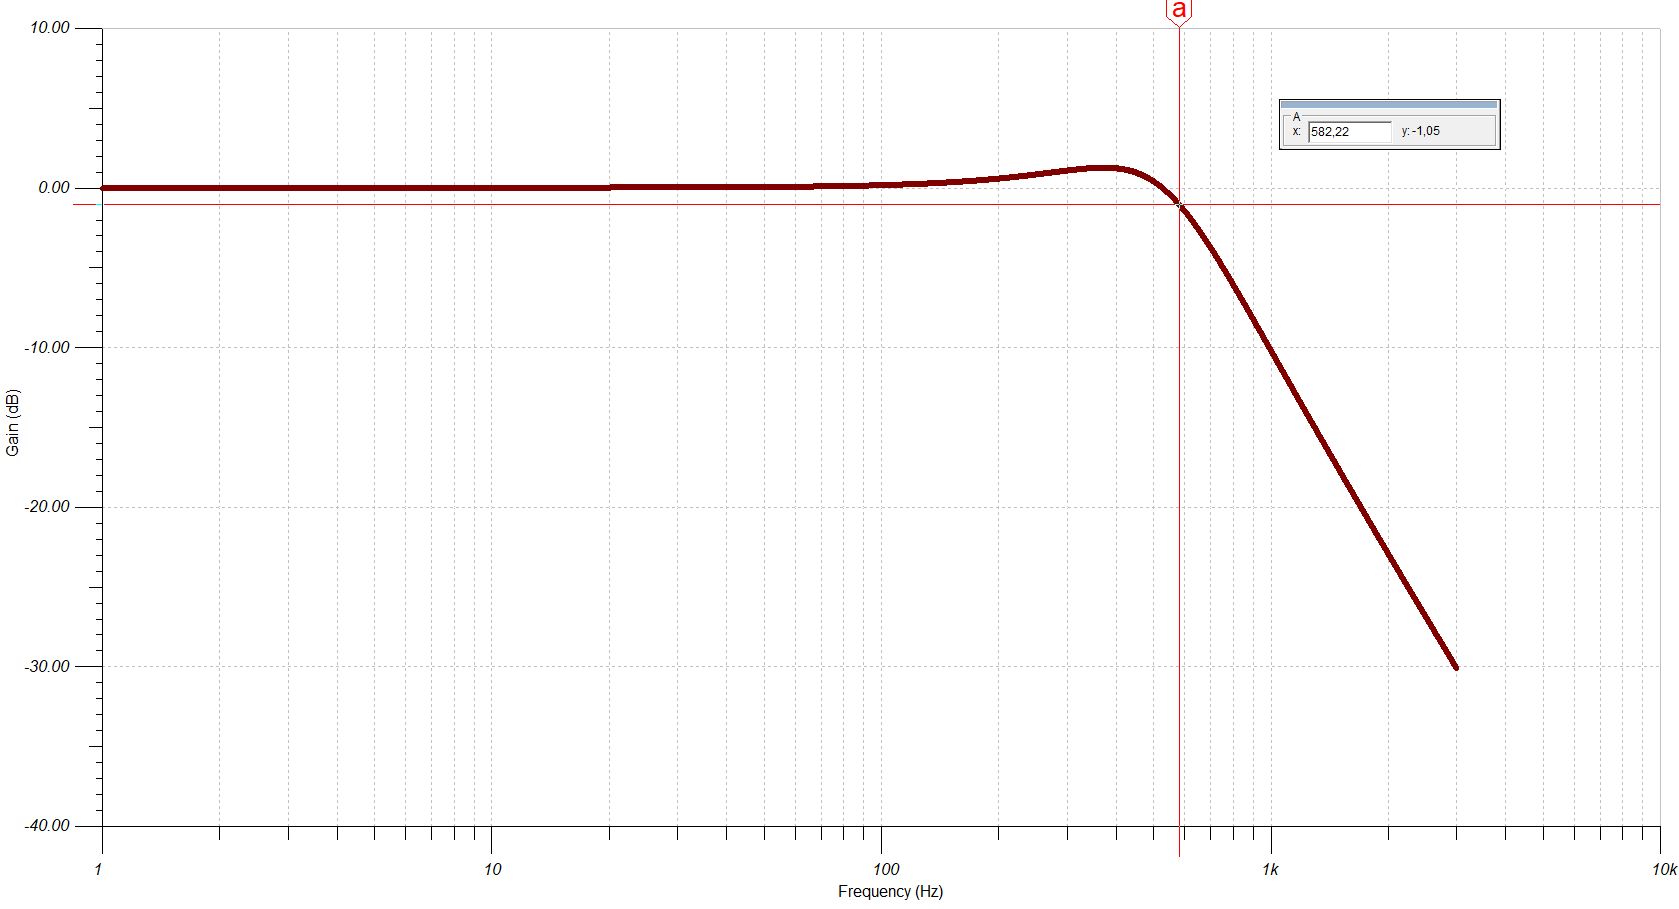 a
10.00
A
x: 582,22 y:-1,05
0.00
-10.00
Gain (dB)
-20.00
-30.00
-40.00
1 10 100 1k 10k
Frequency (Hz)